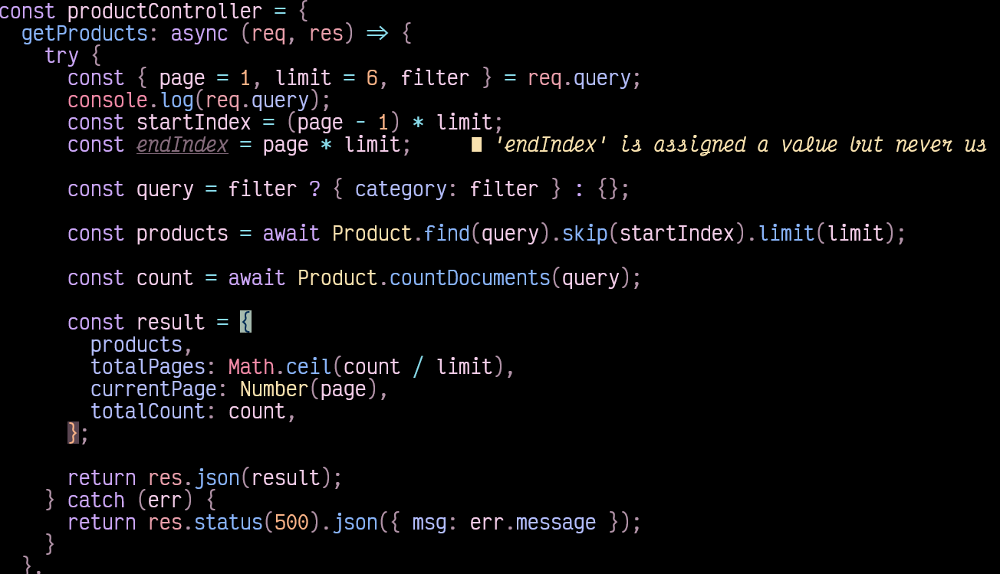 const productController = {
  getProducts: async (req, res) => {
    try {
      const { page = 1, limit = 6, filter } = req.query;
      console.log(req.query);
      const startIndex = (page - 1) * limit;
      const endIndex = page * limit;     ■ 'endIndex' is assigned a value but never us

      const query = filter ? { category: filter } : {};

      const products = await Product.find(query).skip(startIndex).limit(limit);

      const count = await Product.countDocuments(query);

      const result = {
        products,
        totalPages: Math.ceil(count / limit),
        currentPage: Number(page),
        totalCount: count,
      };

      return res.json(result);
    } catch (err) {
      return res.status(500).json({ msg: err.message });
    }
  },